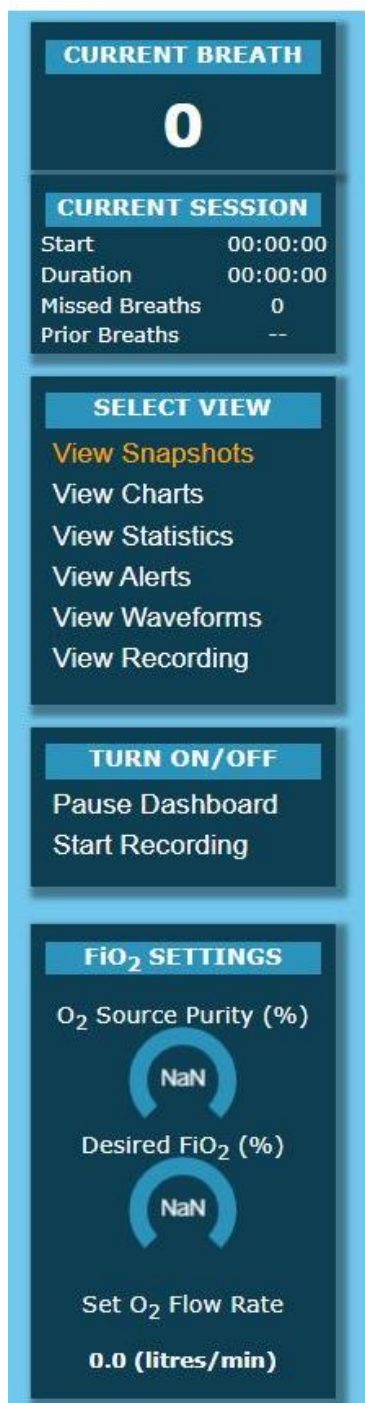 CURRENT BREATH
0
CURRENT SESSION
Start 00:00:00
Duration 00:00:00
Missed Breaths 0
Prior Breaths --
SELECT VIEW
View Snapshots
View Charts
View Statistics
View Alerts
View Waveforms
View Recording
TURN ON/OFF
Pause Dashboard
Start Recording
FiO₂ SETTINGS
O₂ Source Purity (%)
NaN
Desired FiO₂ (%)
NaN
Set O₂ Flow Rate
0.0 (litres/min)